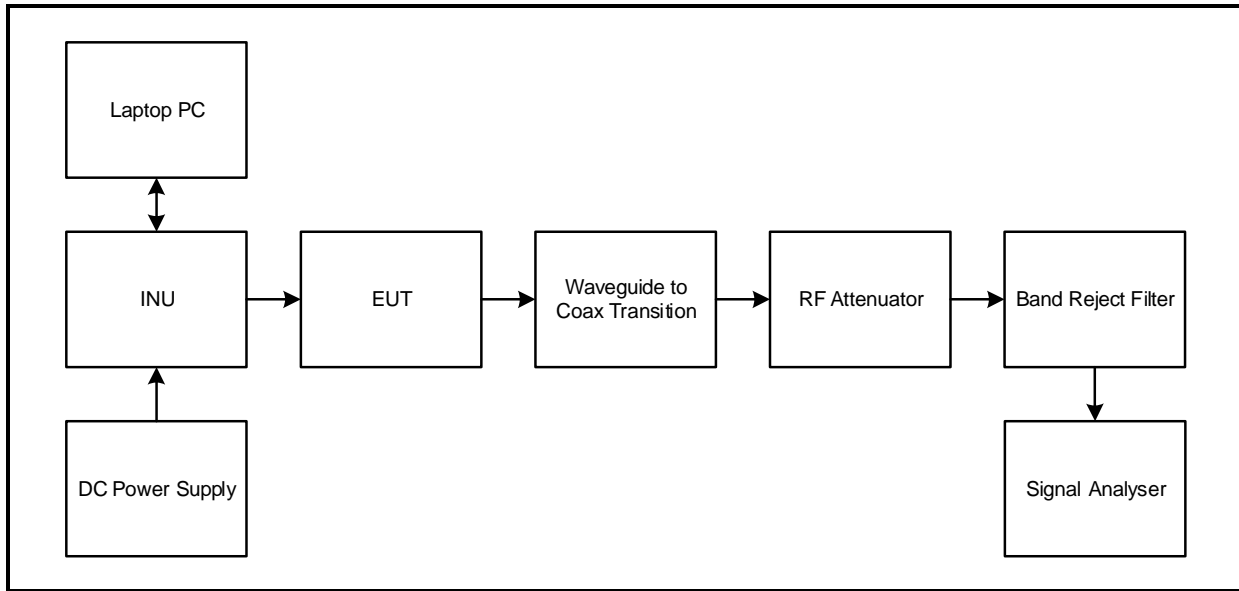 Laptop PC
INU
EUT
Waveguide to
Coax Transition
RF Attenuator
Band Reject Filter
DC Power Supply
Signal Analyser